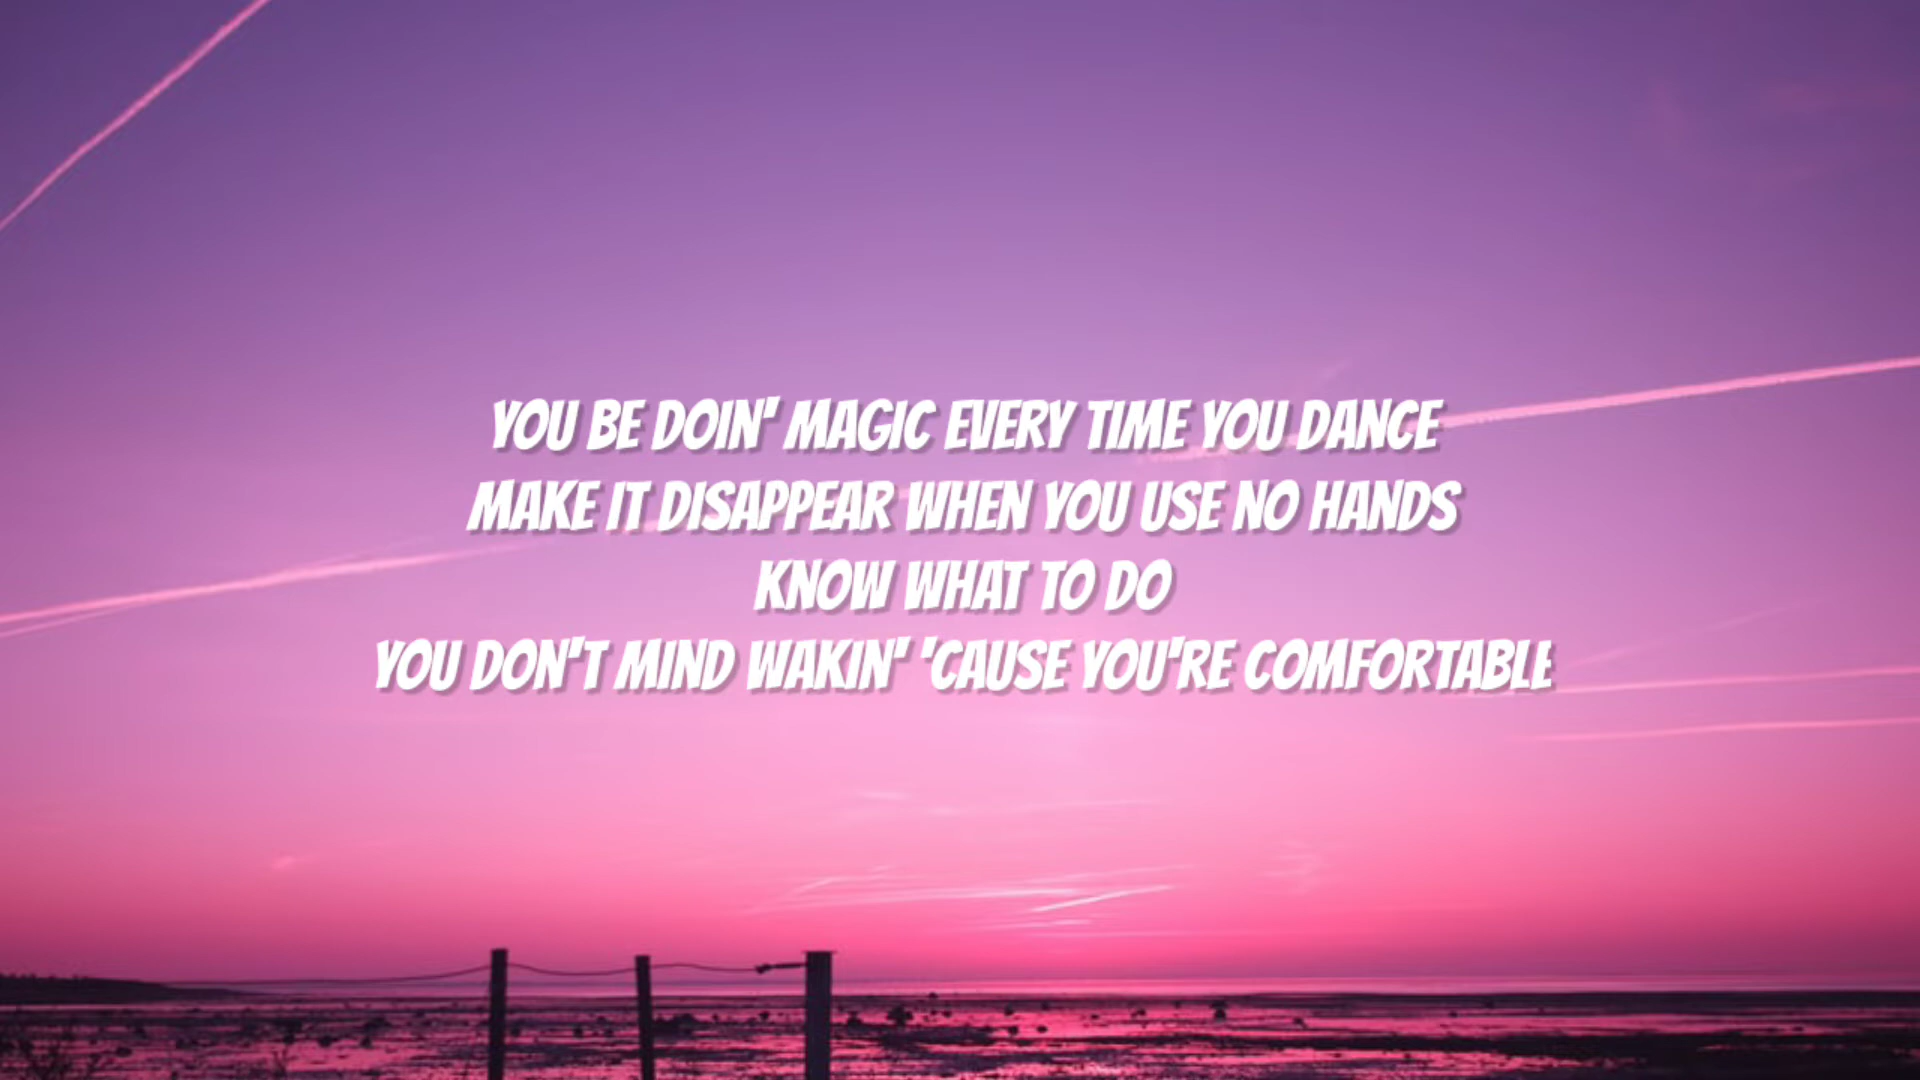 YOU BE DOIN' MAGIC EVERY TIME YOU DANCE
MAKE IT DISAPPEAR WHEN YOU USE NO HANDS
KNOW WHAT TO DO
YOU DON'T MIND WAKIN' 'CAUSE YOU'RE COMFORTABLE